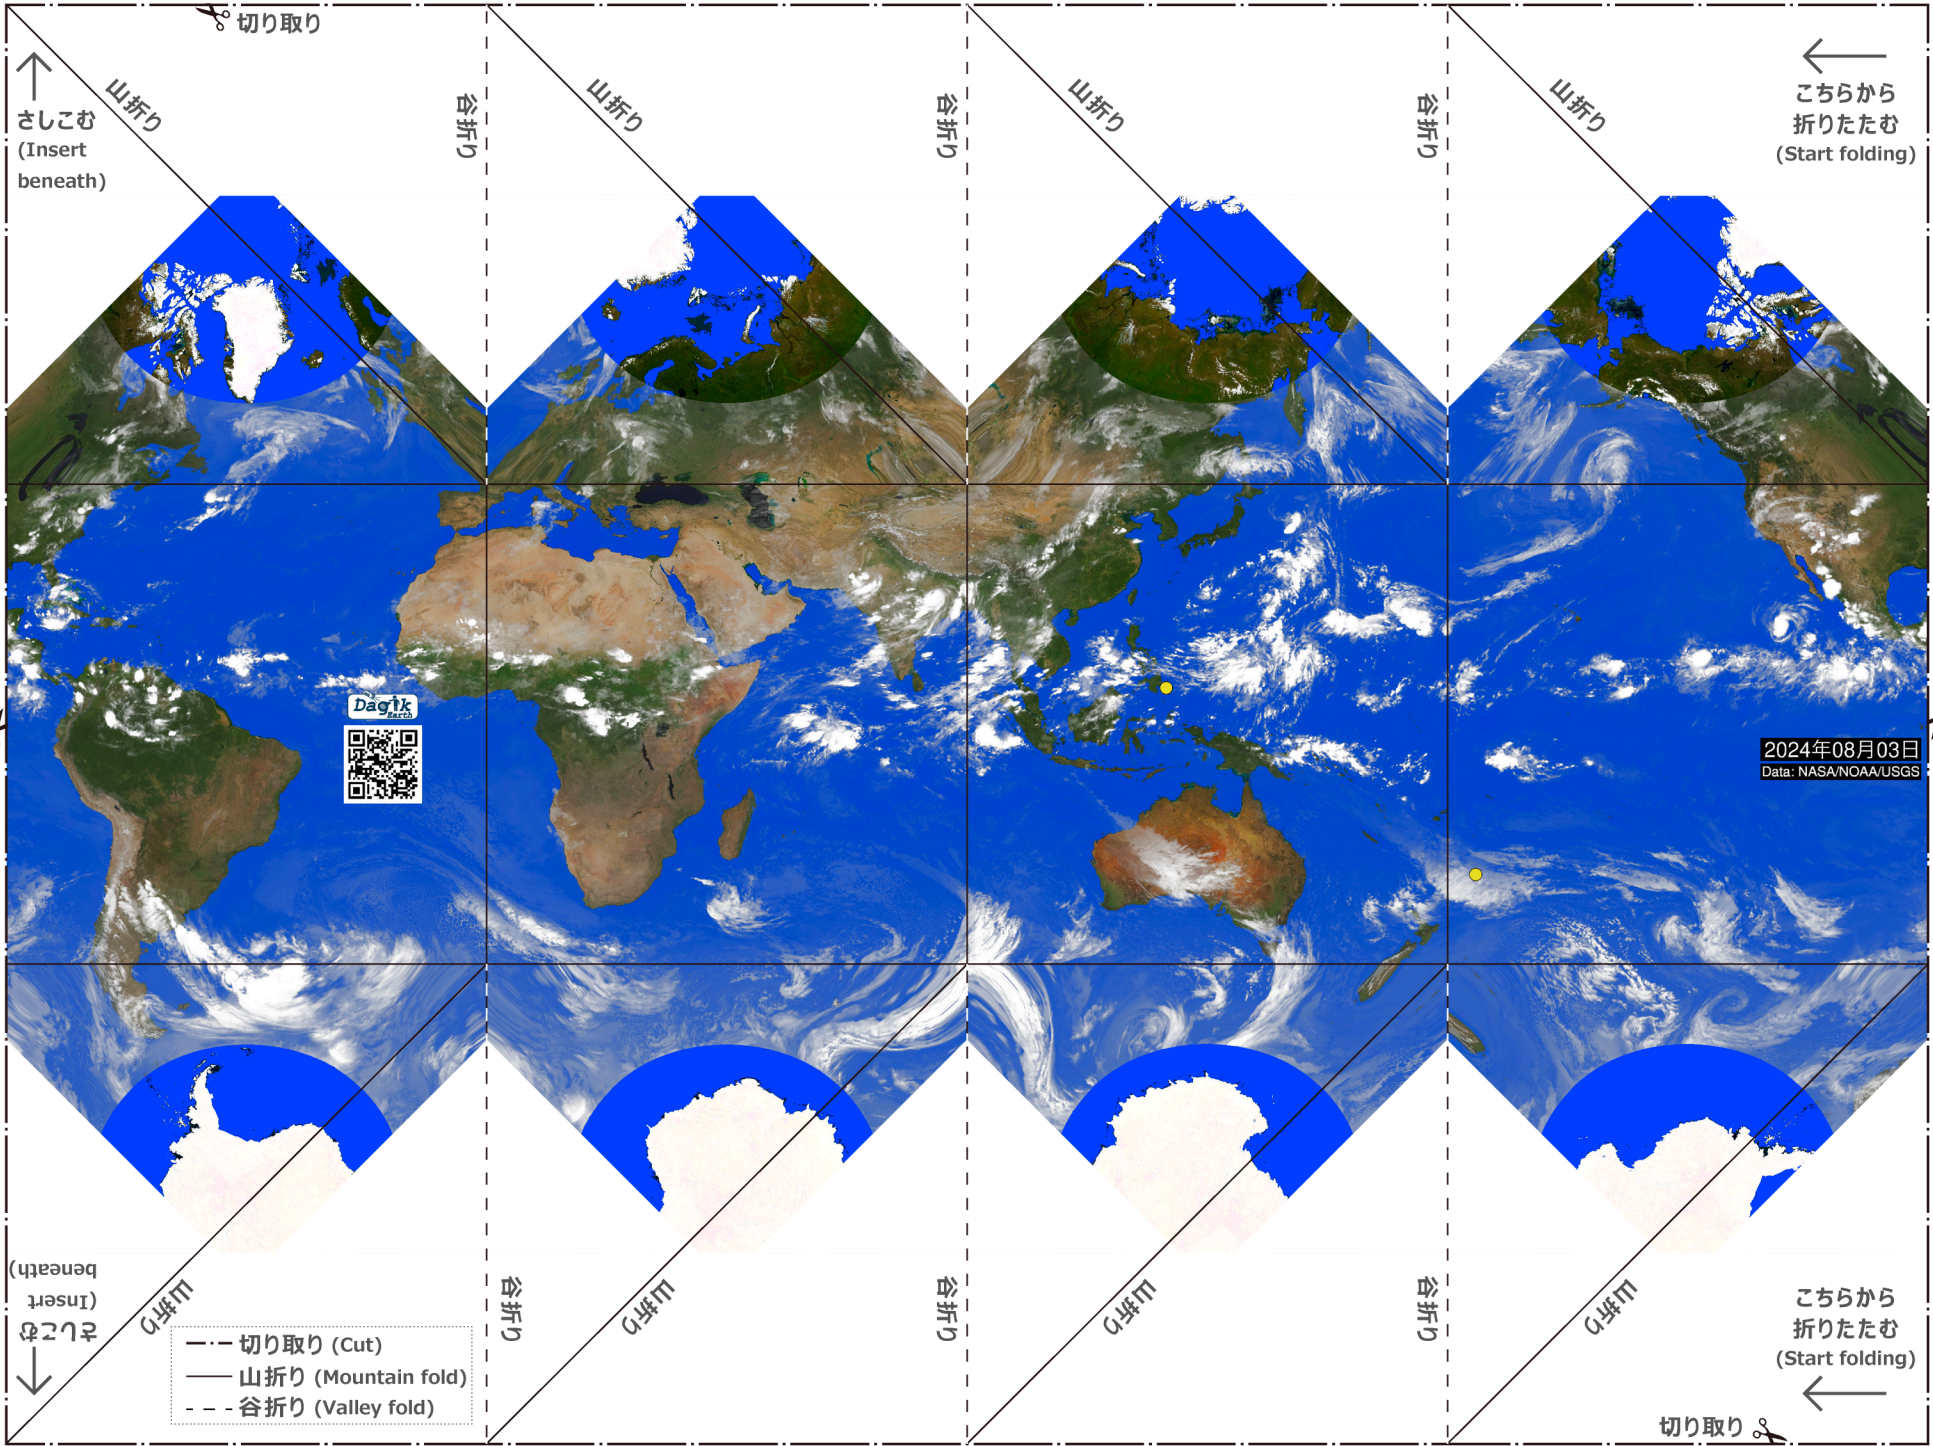 切り取り
山折り
谷折り
山折り
谷折り
山折り
谷折り
山折り
さしこむ
(Insert
beneath)
こちらから
折りたたむ
(Start folding)
Dagik
Earth
2024年08月03日
Data: NASA/NOAA/USGS
さしこむ
(Insert
beneath)
山折り
谷折り
山折り
谷折り
山折り
谷折り
山折り
切り取り (Cut)
山折り (Mountain fold)
谷折り (Valley fold)
こちらから
折りたたむ
(Start folding)
切り取り